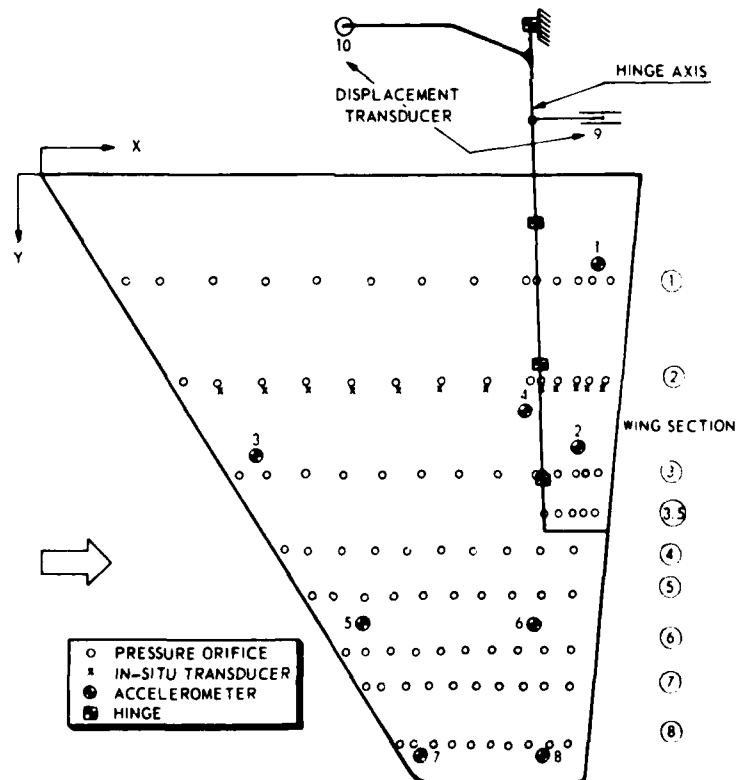 10
DISPLACEMENT
TRANSDUCER
HINGE AXIS
9
X
Y
1
1
2
4
WING SECTION
3
2
3
3.5
4
5
5
6
6
7
8
7
8
PRESSURE ORIFICE
IN-SITU TRANSDUCER
ACCELEROMETER
HINGE